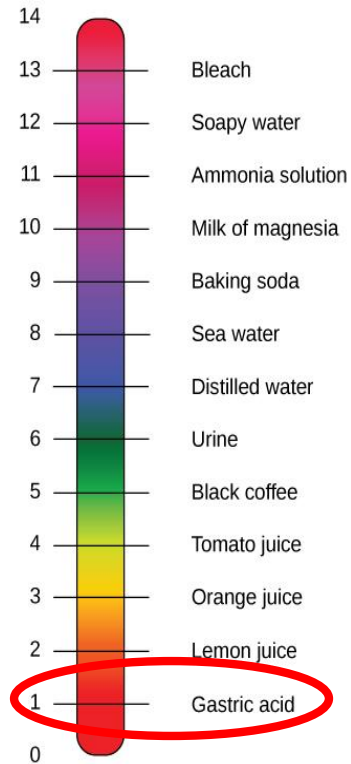 14
13 Bleach
12 Soapy water
11 Ammonia solution
10 Milk of magnesia
9 Baking soda
8 Sea water
7 Distilled water
6 Urine
5 Black coffee
4 Tomato juice
3 Orange juice
2 Lemon juice
1 Gastric acid
0